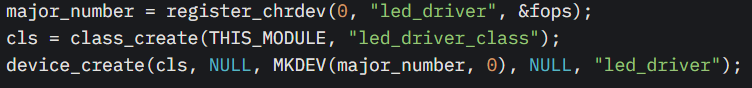 major_number = register_chrdev(0, "led_driver", &fops);
cls = class_create(THIS_MODULE, "led_driver_class");
device_create(cls, NULL, MKDEV(major_number, 0), NULL, "led_driver");